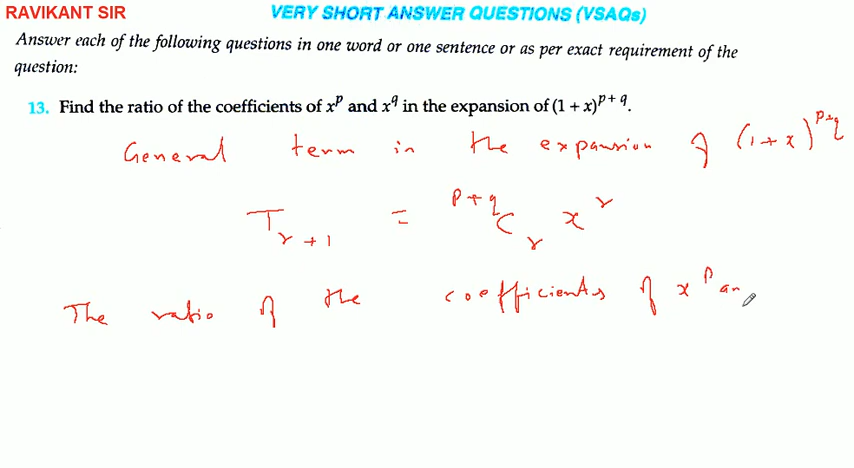 RAVIKANT SIR VERY SHORT ANSWER QUESTIONS (VSAQs)
Answer each of the following questions in one word or one sentence or as per exact requirement of the
question:
13. Find the ratio of the coefficients of x^p and x^q in the expansion of (1 + x)^{p + q}.
General term in the expansion of (1+x)^{p+q}
T_{r+1} = ^{p+q}C_r x^r
The ratio of the coefficients of x^p an